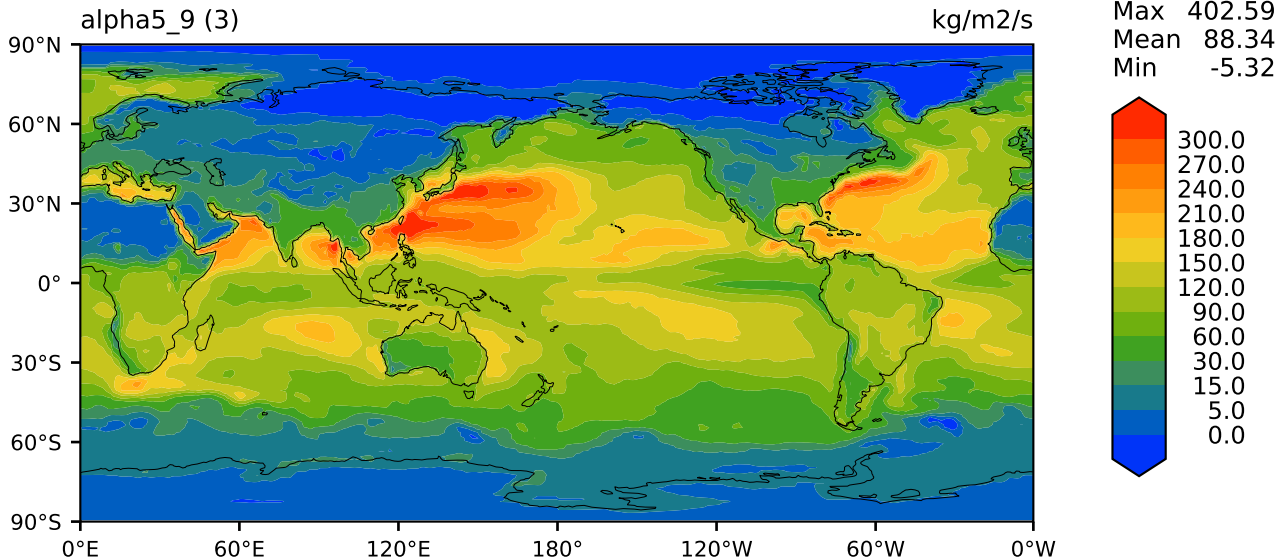 alpha5_9 (3) kg/m2/s
Max 402.59
Mean 88.34
Min -5.32
90°N
60°N
30°N
0°
30°S
60°S
90°S
0°E 60°E 120°E 180° 120°W 60°W 0°W
300.0
270.0
240.0
210.0
180.0
150.0
120.0
90.0
60.0
30.0
15.0
5.0
0.0